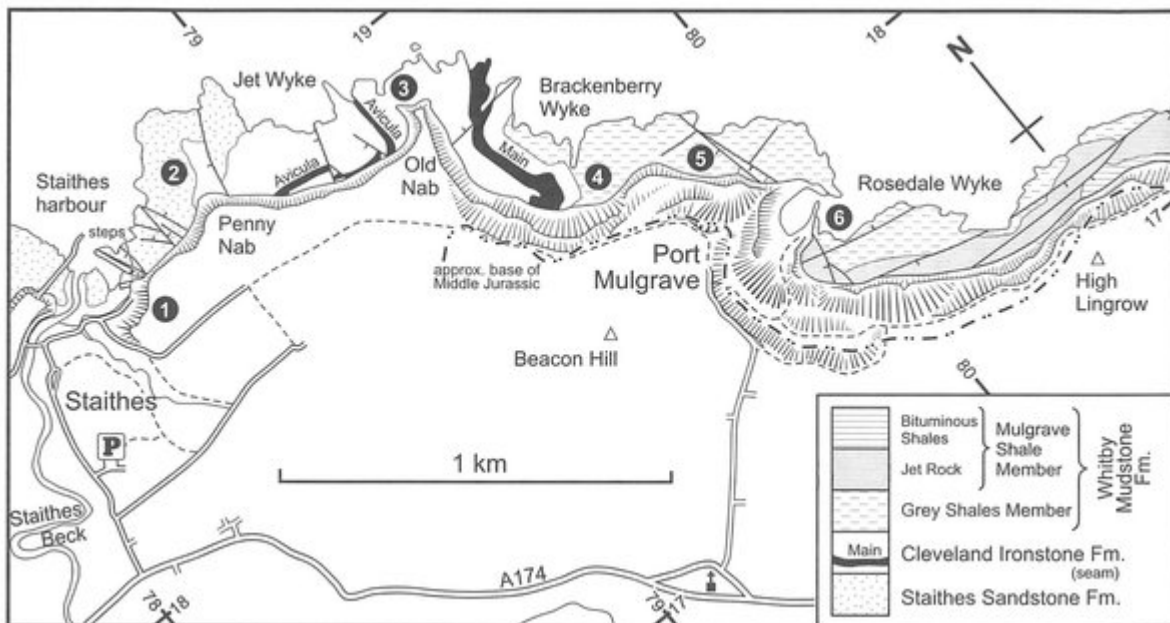 79
19
80
18
N
Jet Wyke
3
Brackenberry
Wyke
Avicula
2
Avicula
Old
Nab
Main
4
5
Staithes
harbour
Rosedale Wyke
6
steps
Penny
Nab
17
approx. base of
Middle Jurassic
Port
Mulgrave
High
Lingrow
1
Beacon Hill
80
Staithes
P
1 km
Bituminous
Shales
Mulgrave
Shale
Member
Jet Rock
Whitby
Mudstone
Fm.
Grey Shales Member
Main
Cleveland Ironstone Fm.
(seam)
Staithes Sandstone Fm.
Staithes
Beck
A174
78
18
79
17